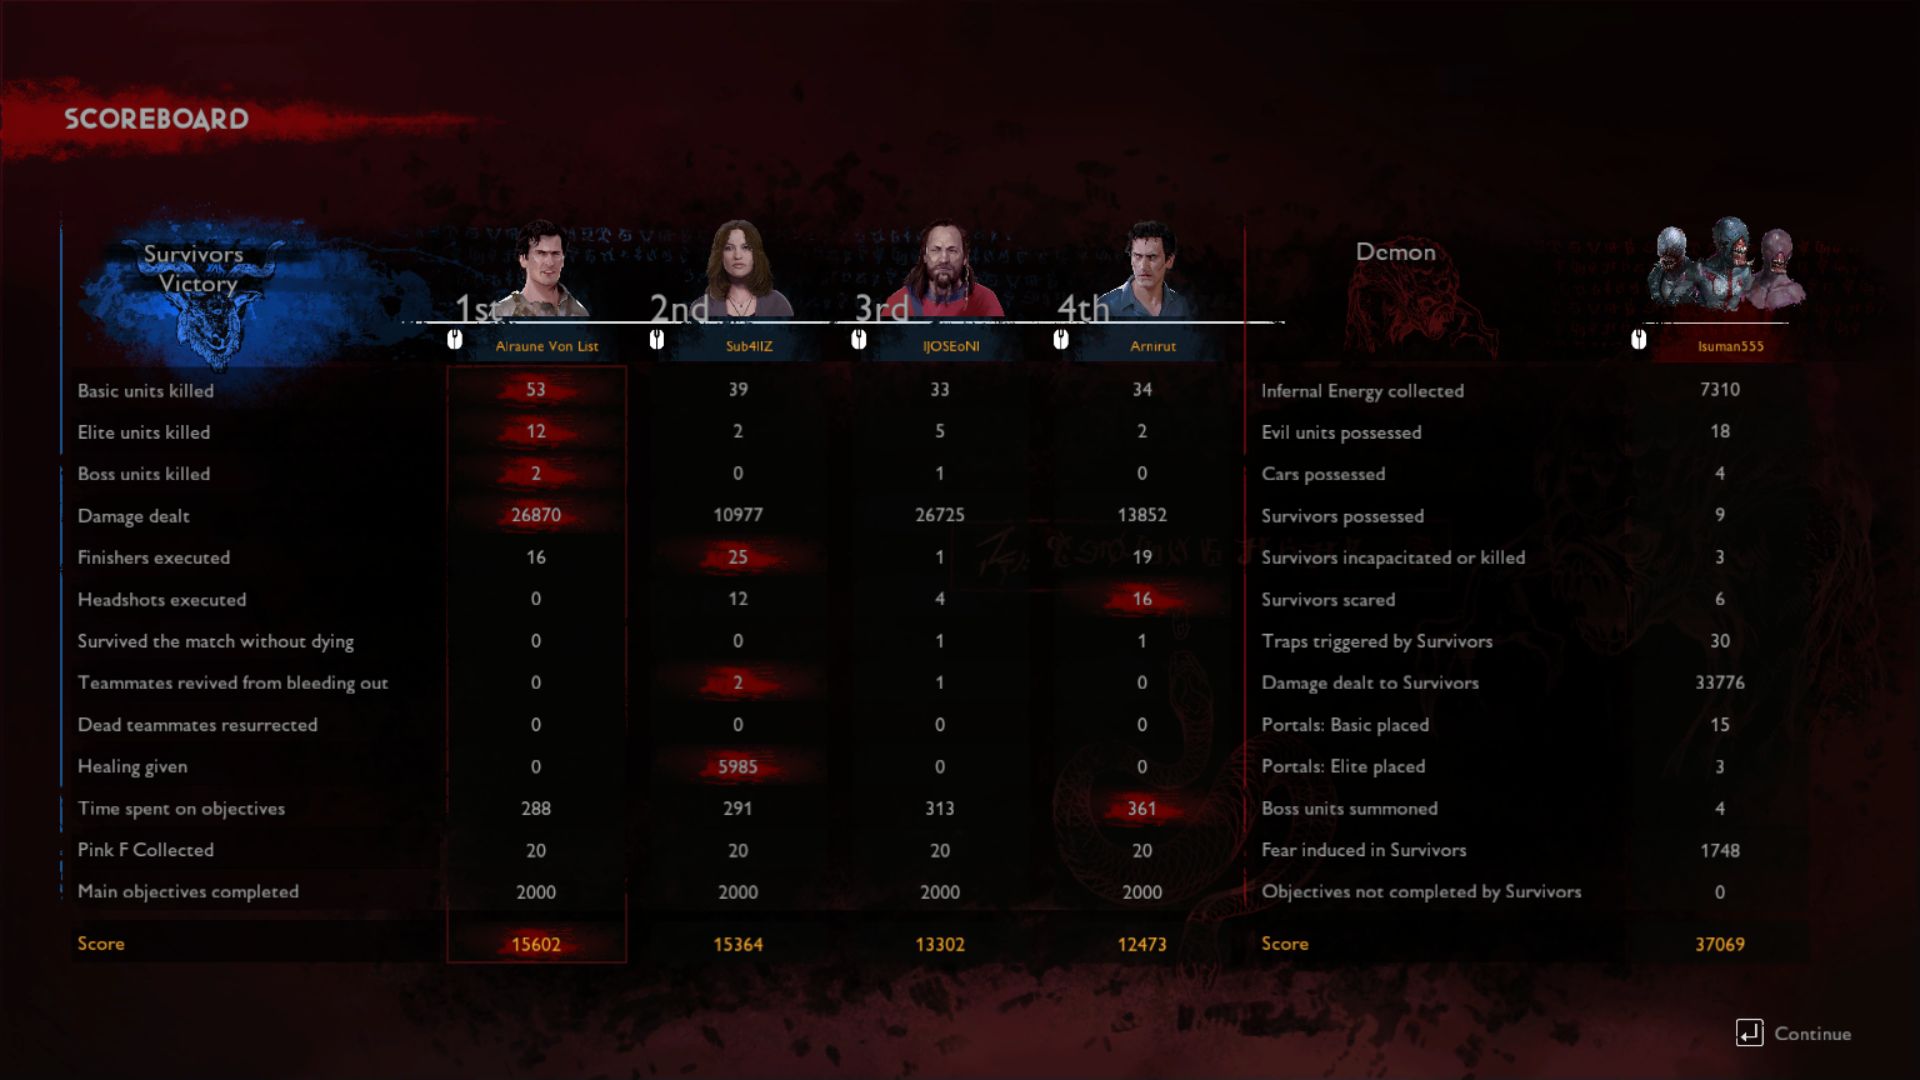 SCOREBOARD
Survivors
Victory
1st 2nd 3rd 4th
Demon
Alraune Von List Sub4IIZ IJOSEoNI Arnirut Isuman555
Basic units killed 53 39 33 34 Infernal Energy collected 7310
Elite units killed 12 2 5 2 Evil units possessed 18
Boss units killed 2 0 1 0 Cars possessed 4
Damage dealt 26870 10977 26725 13852 Survivors possessed 9
Finishers executed 16 25 1 19 Survivors incapacitated or killed 3
Headshots executed 0 12 4 16 Survivors scared 6
Survived the match without dying 0 0 1 1 Traps triggered by Survivors 30
Teammates revived from bleeding out 0 2 1 0 Damage dealt to Survivors 33776
Dead teammates resurrected 0 0 0 0 Portals: Basic placed 15
Healing given 0 5985 0 0 Portals: Elite placed 3
Time spent on objectives 288 291 313 361 Boss units summoned 4
Pink F Collected 20 20 20 20 Fear induced in Survivors 1748
Main objectives completed 2000 2000 2000 2000 Objectives not completed by Survivors 0
Score 15602 15364 13302 12473 Score 37069
Continue